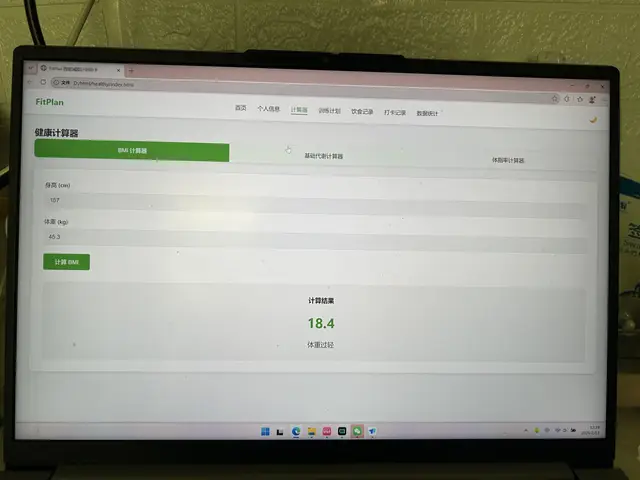 FitPlan
首页 个人信息 计算器 训练计划 饮食记录 打卡记录 数据统计
健康计算器
BMI 计算器 基础代谢计算器 体脂率计算器
身高 (cm)
157
体重 (kg)
45.3
计算 BMI
计算结果
18.4
体重过轻